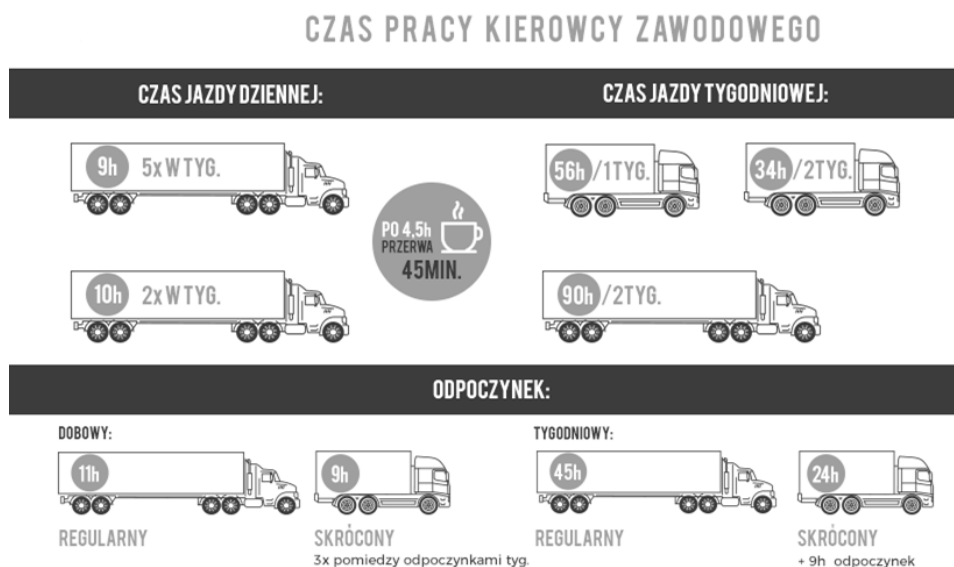 CZAS PRACY KIEROWCY ZAWODOWEGO
CZAS JAZDY DZIENNEJ:
9h 5x W TYG.
10h 2x W TYG.
PO 4,5h
PRZERWA
45MIN.
CZAS JAZDY TYGODNIOWEJ:
56h /1TYG.
34h /2TYG.
90h /2TYG.
ODPOCZYNEK:
DOBOWY:
11h
REGULARNY
9h
SKRÓCONY
3x pomiedzy odpoczynkami tyg.
TYGODNIOWY:
45h
REGULARNY
24h
SKRÓCONY
+ 9h odpoczynek